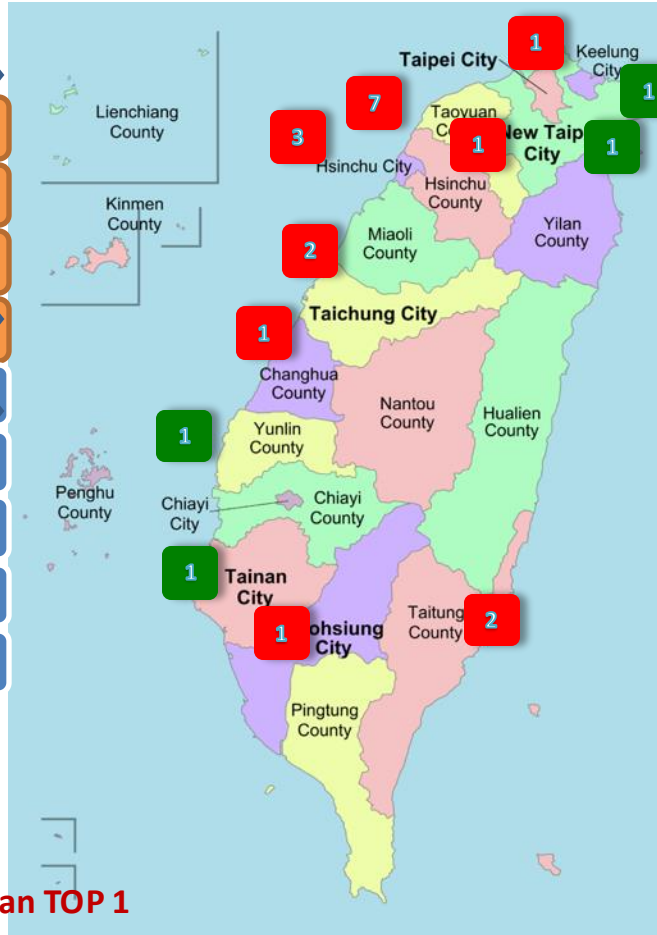 1
Taipei City
Keelung
City
1
7
Lienchiang
County
Taoyuan
3
1
New Taip
City
1
Hsinchu City
Hsinchu
County
Kinmen
County
Yilan
County
Miaoli
County
2
Taichung City
1
Changhua
County
Nantou
County
Hualien
County
1
Yunlin
County
Penghu
County
Chiayi
City
Chiayi
County
1
Tainan
City
1
ohsiung
City
Taitung
County
2
Pingtung
County
an TOP 1